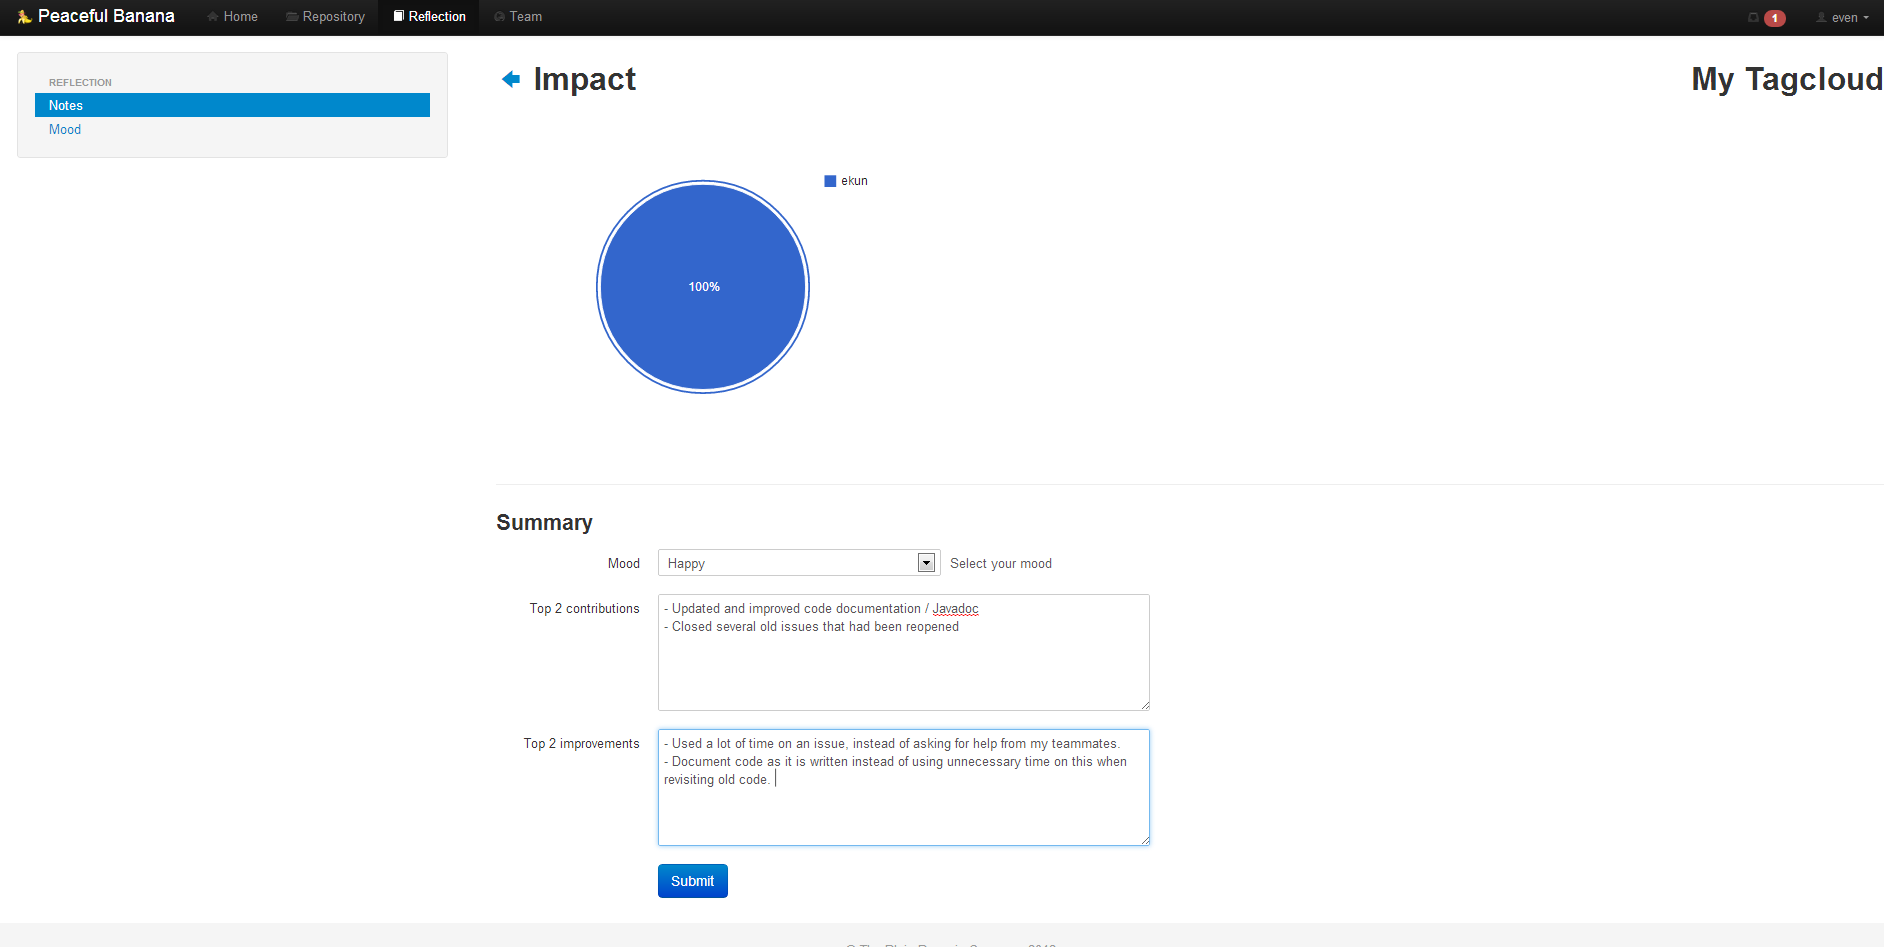 Peaceful Banana
Home
Repository
Reflection
Team
1
even
REFLECTION
Notes
Mood
Impact
My Tagcloud
ekun
100%
Summary
Mood
Happy
Select your mood
Top 2 contributions
- Updated and improved code documentation / Javadoc
- Closed several old issues that had been reopened
Top 2 improvements
- Used a lot of time on an issue, instead of asking for help from my teammates.
- Document code as it is written instead of using unnecessary time on this when
revisiting old code.
Submit